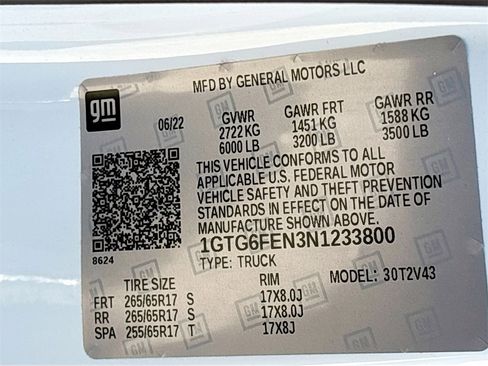 MFD BY GENERAL MOTORS LLC
gm
06/22 GVWR GAWR FRT GAWR RR
2722 KG 1451 KG 1588 KG
6000 LB 3200 LB 3500 LB
THIS VEHICLE CONFORMS TO ALL
APPLICABLE U.S. FEDERAL MOTOR
VEHICLE SAFETY AND THEFT PREVENTION
STANDARDS IN EFFECT ON THE DATE OF
MANUFACTURE SHOWN ABOVE.
8624
1GTG6FEN3N1233800
TYPE: TRUCK MODEL: 30T2V43
TIRE SIZE RIM
FRT 265/65R17 S 17X8.0J
RR 265/65R17 S 17X8.0J
SPA 255/65R17 T 17X8J